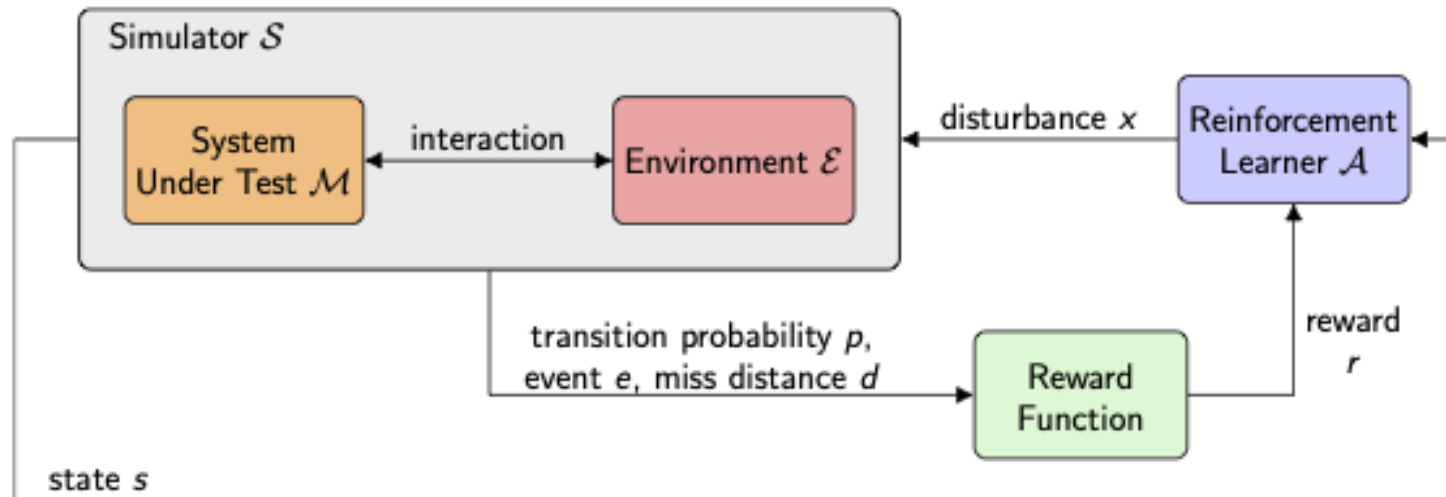 Simulator 𝒮
System
Under Test ℳ
interaction
Environment ℰ
disturbance x
Reinforcement
Learner 𝒜
transition probability p,
event e, miss distance d
Reward
Function
reward
r
state s